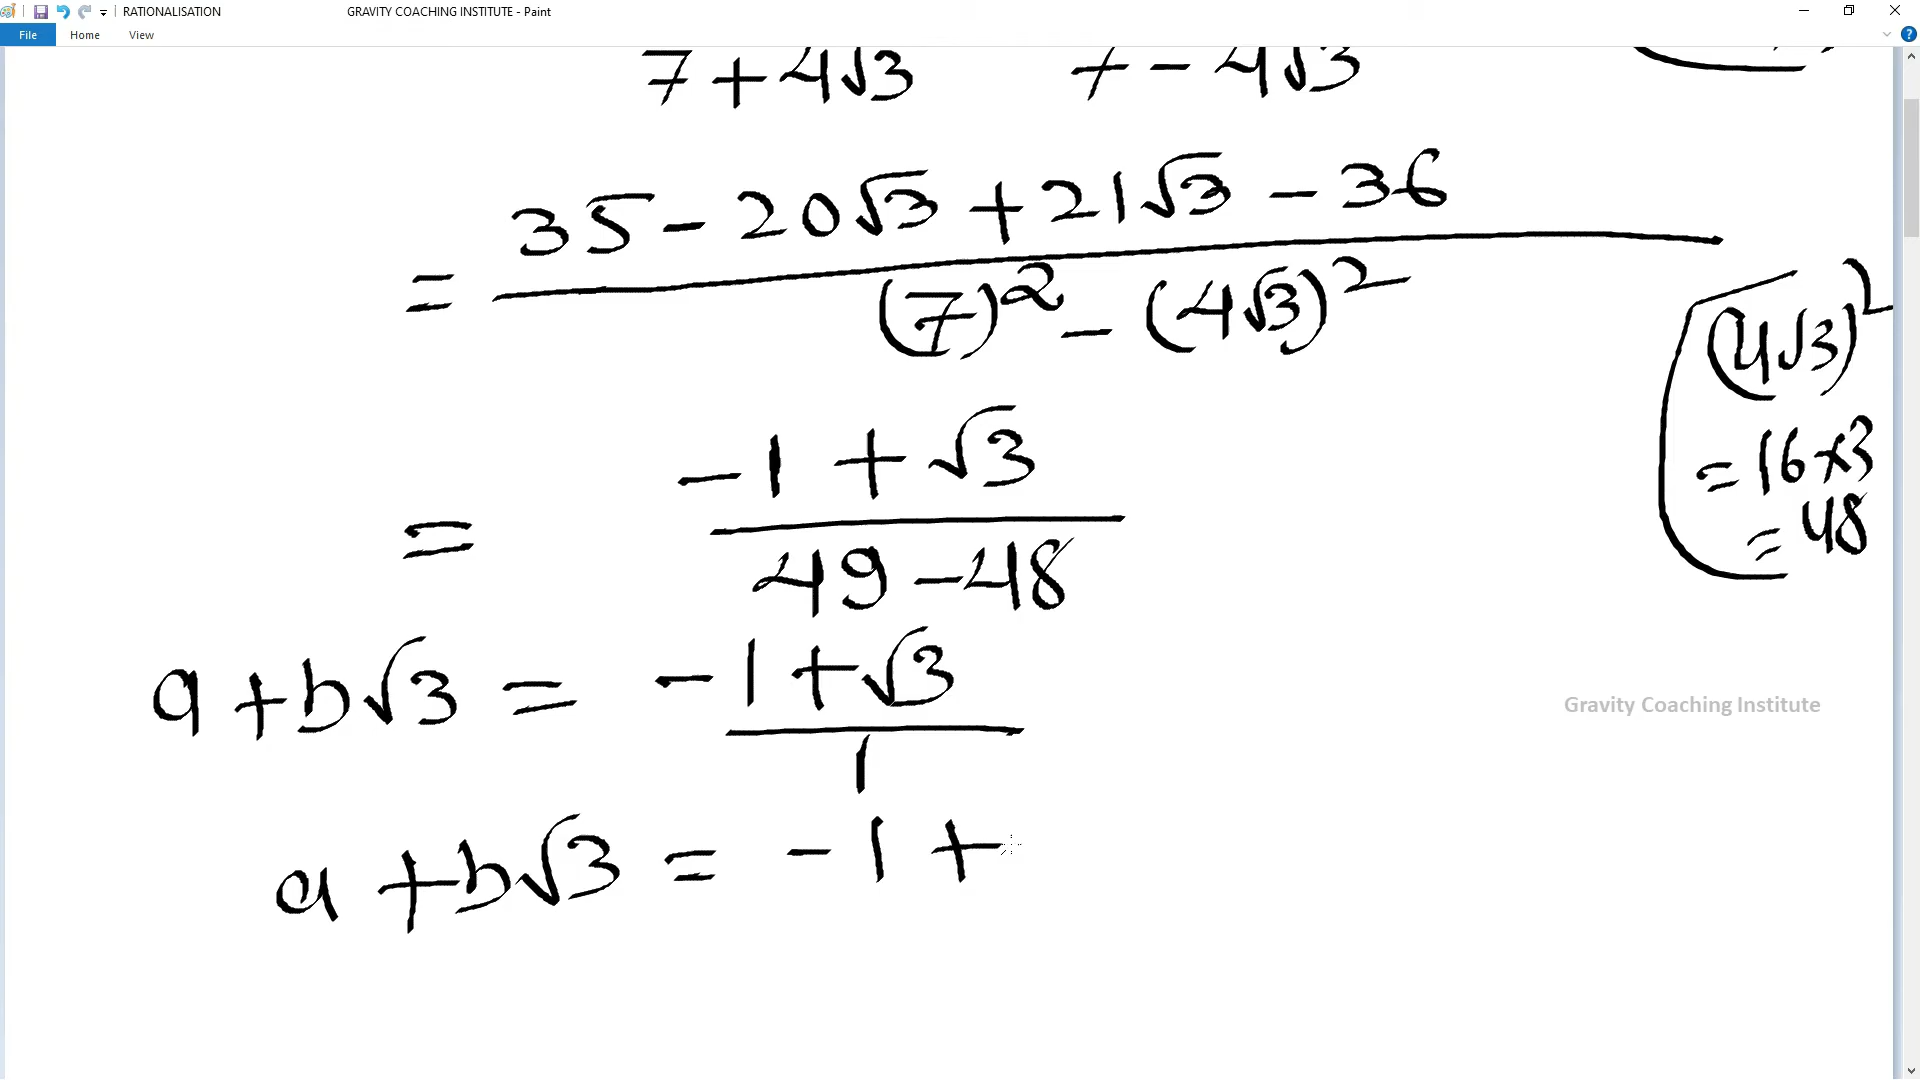 RATIONALISATION GRAVITY COACHING INSTITUTE - Paint
File Home View
7 + 4√3 7 - 4√3
= 35 - 20√3 + 21√3 - 36
(7)² - (4√3)²
(4√3)²
= 16×3
= 48
= -1 + √3
49 - 48
a + b√3 = -1 + √3
1
Gravity Coaching Institute
a + b√3 = -1 +